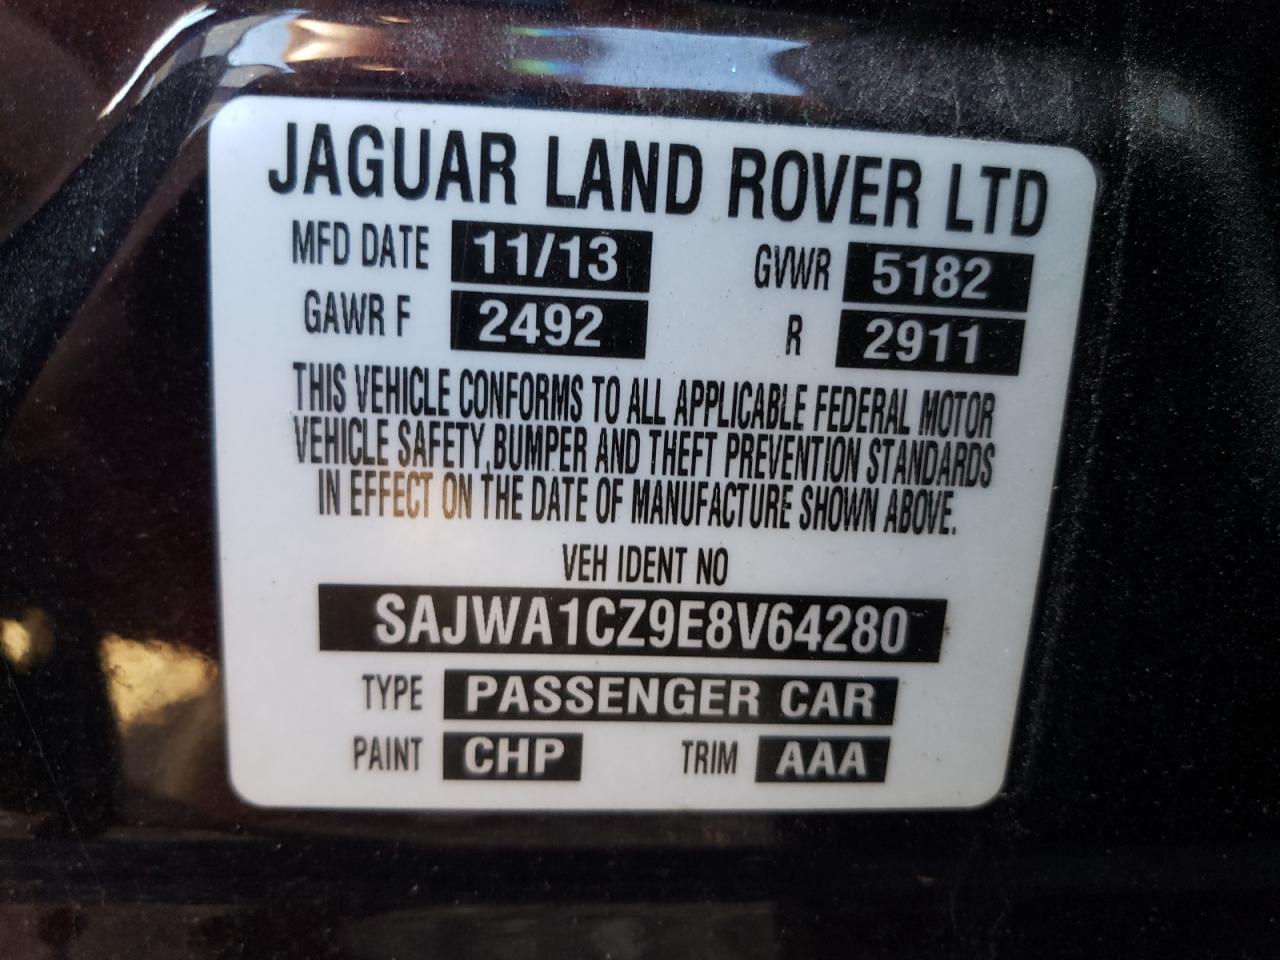 JAGUAR LAND ROVER LTD
MFD DATE 11/13 GVWR 5182
GAWR F 2492 R 2911
THIS VEHICLE CONFORMS TO ALL APPLICABLE FEDERAL MOTOR
VEHICLE SAFETY, BUMPER AND THEFT PREVENTION STANDARDS
IN EFFECT ON THE DATE OF MANUFACTURE SHOWN ABOVE.
VEH IDENT NO
SAJWA1CZ9E8V64280
TYPE PASSENGER CAR
PAINT CHP TRIM AAA